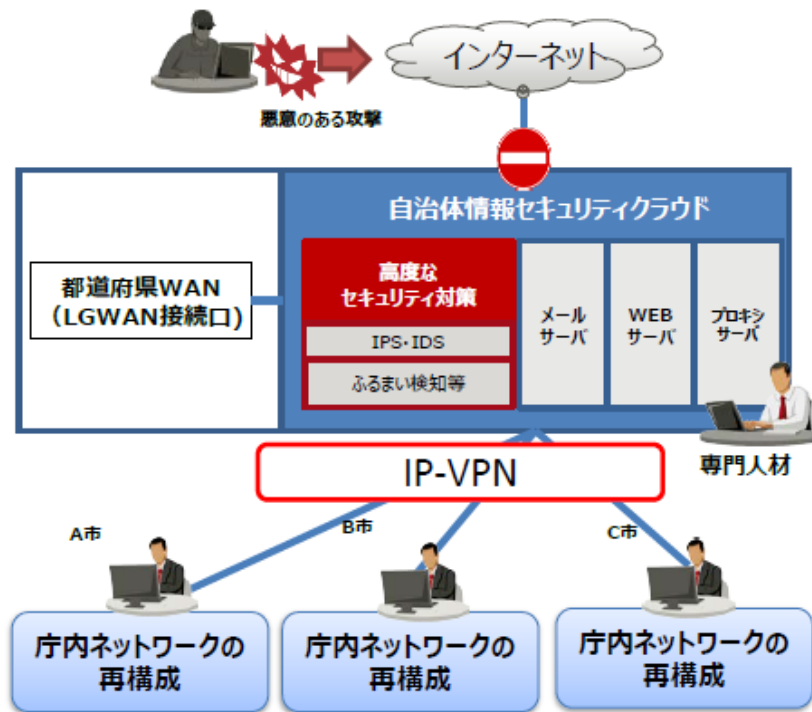 インターネット
悪意のある攻撃
自治体情報セキュリティクラウド
都道府県WAN
（LGWAN接続口)
高度な
セキュリティ対策
IPS・IDS
ふるまい検知等
メール
サーバ
WEB
サーバ
プロキシ
サーバ
専門人材
IP-VPN
A市
B市
C市
庁内ネットワークの
再構成
庁内ネットワークの
再構成
庁内ネットワークの
再構成